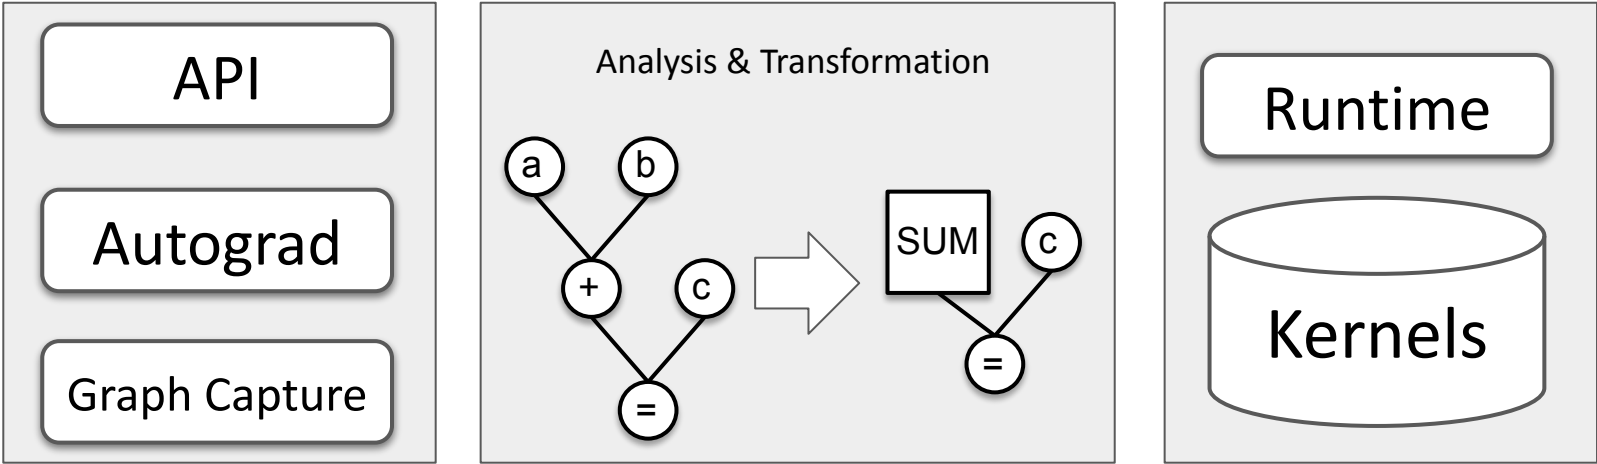 API
Autograd
Graph Capture
Analysis & Transformation
a b
+ c
=
SUM c
=
Runtime
Kernels